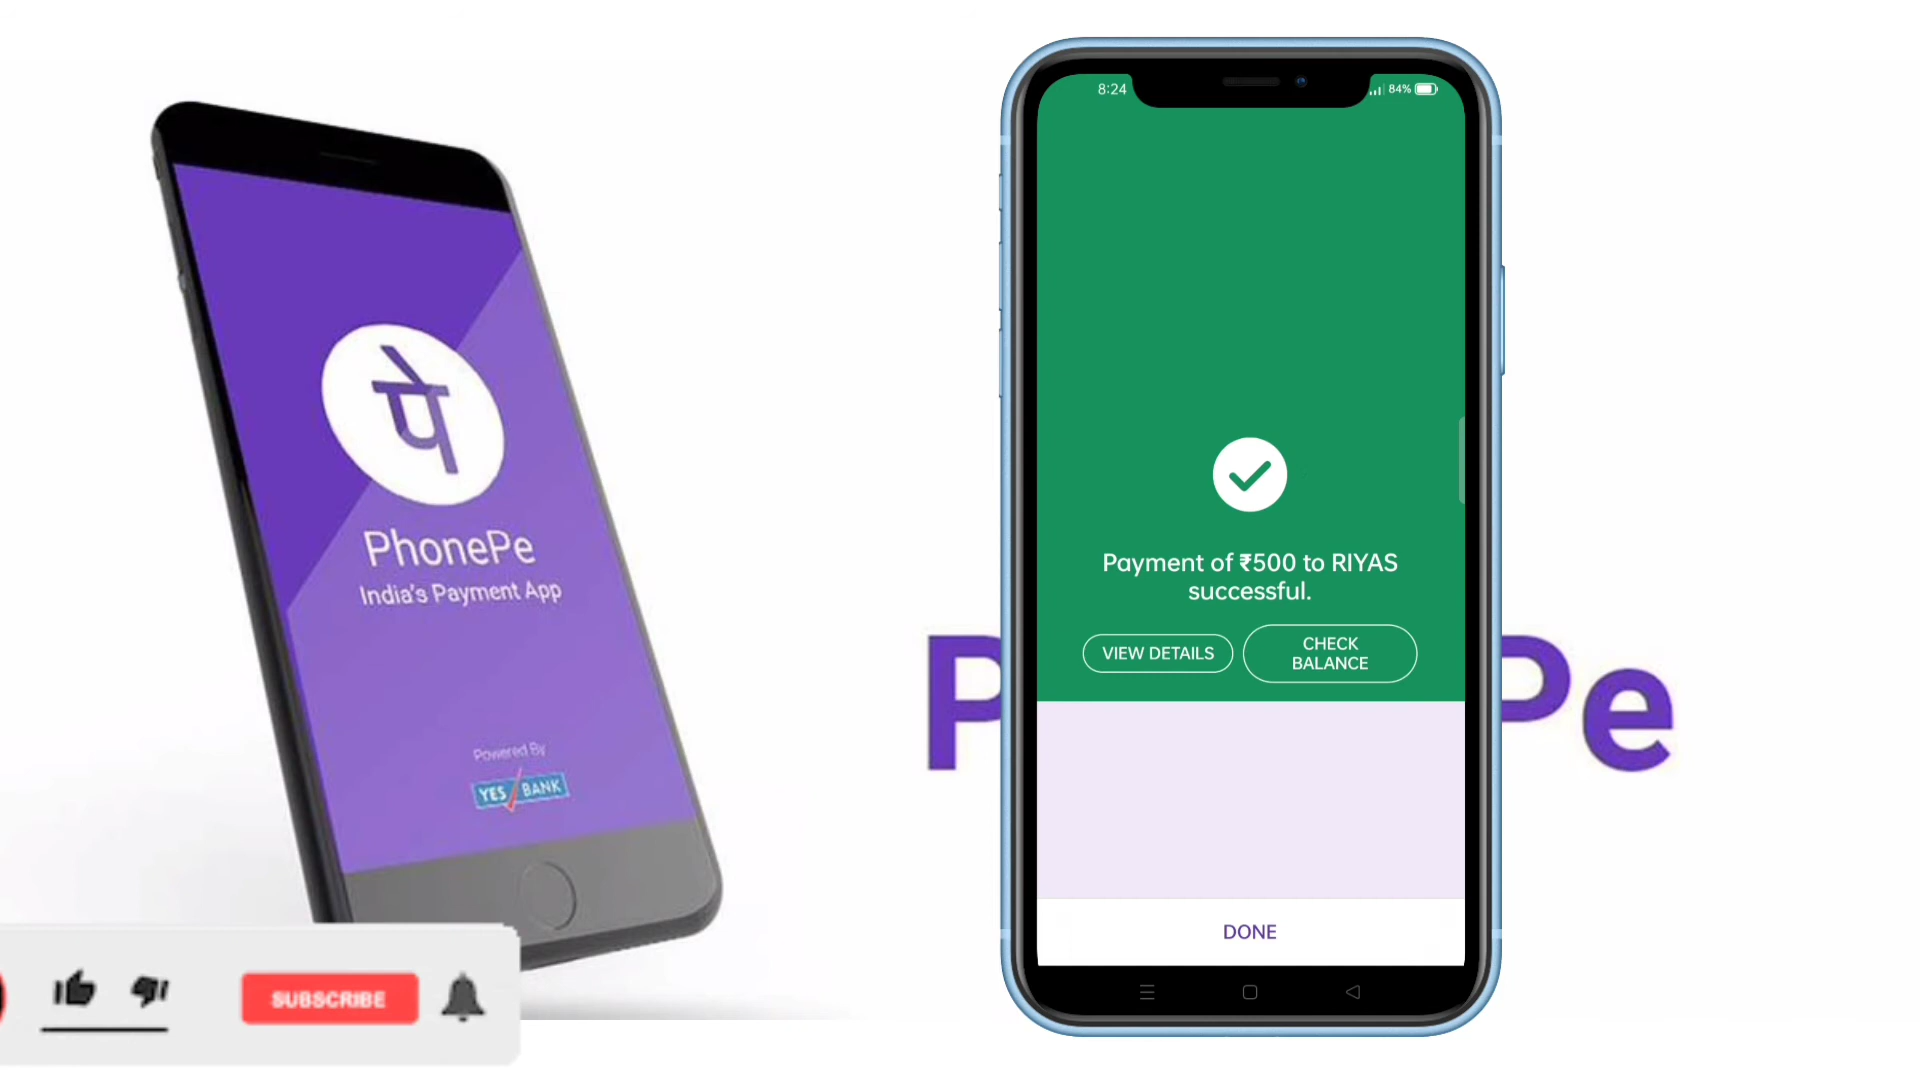 पे
PhonePe
India's Payment App
Powered By
YES BANK
SUBSCRIBE
8:24
84%
Payment of ₹500 to RIYAS
successful.
VIEW DETAILS
CHECK
BALANCE
DONE
P Pe